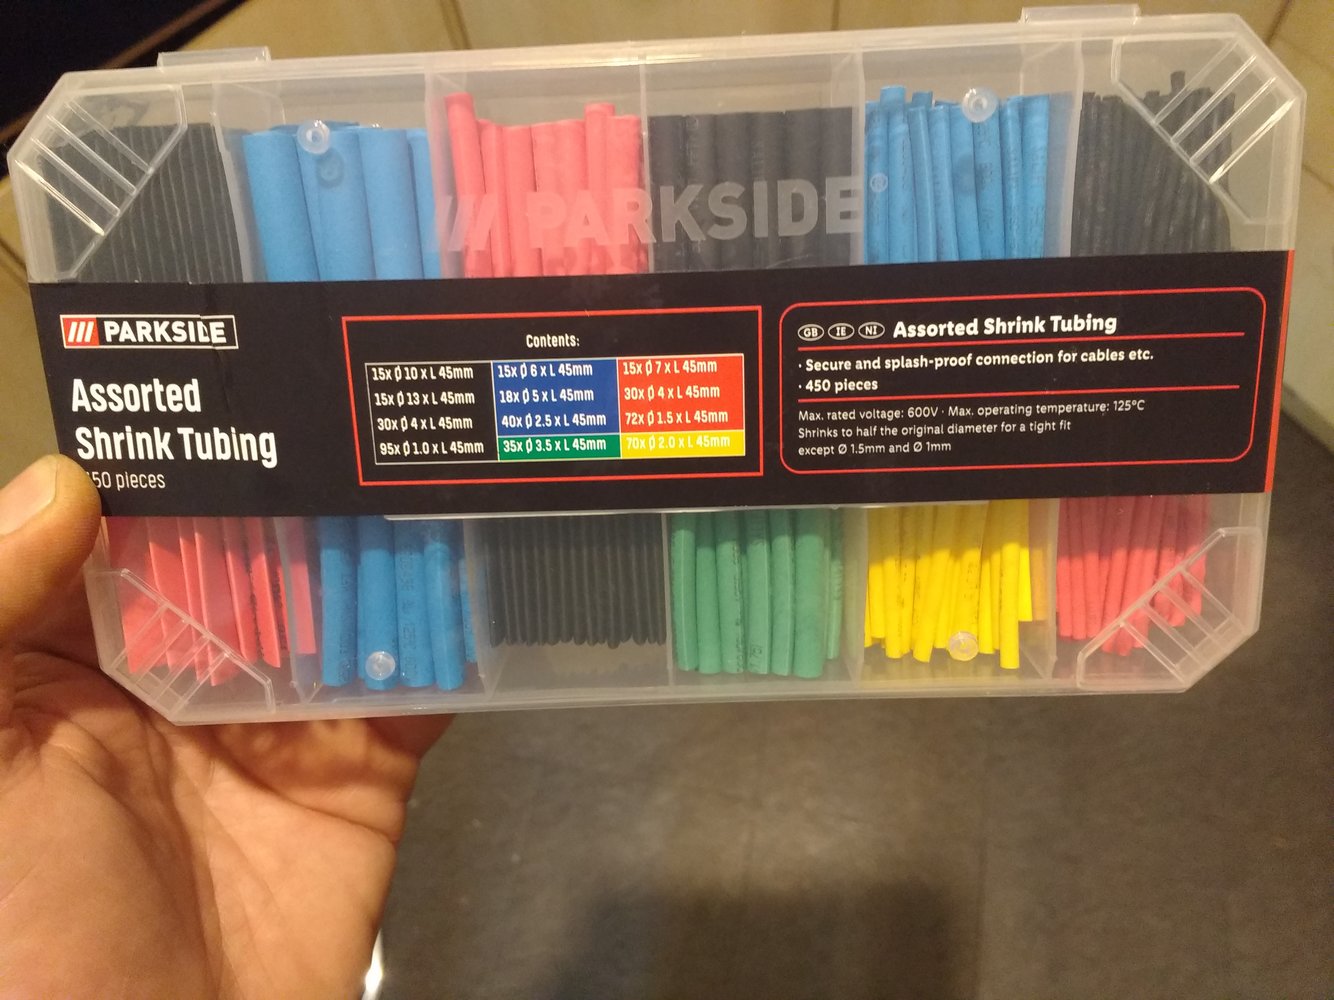 PARKSIDE
PARKSIDE
Assorted
Shrink Tubing
50 pieces
Contents:
15x Ø 10 x L 45mm 15x Ø 6 x L 45mm 15x Ø 7 x L 45mm
15x Ø 13 x L 45mm 18x Ø 5 x L 45mm 30x Ø 4 x L 45mm
30x Ø 4 x L 45mm 40x Ø 2.5 x L 45mm 72x Ø 1.5 x L 45mm
95x Ø 1.0 x L 45mm 35x Ø 3.5 x L 45mm 70x Ø 2.0 x L 45mm
GB IE NI Assorted Shrink Tubing
· Secure and splash-proof connection for cables etc.
· 450 pieces
Max. rated voltage: 600V · Max. operating temperature: 125°C
Shrinks to half the original diameter for a tight fit
except Ø 1.5mm and Ø 1mm